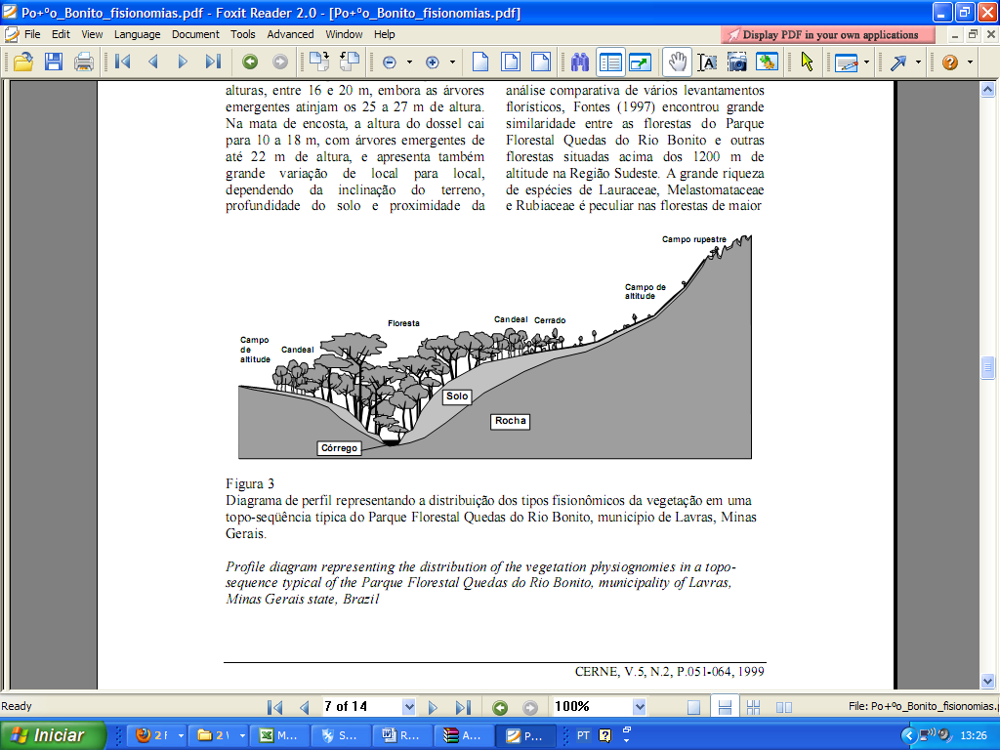 Po+ºo_Bonito_fisionomias.pdf - Foxit Reader 2.0 - [Po+ºo_Bonito_fisionomias.pdf]
File Edit View Language Document Tools Advanced Window Help
Display PDF in your own applications
alturas, entre 16 e 20 m, embora as árvores
emergentes atinjam os 25 a 27 m de altura.
Na mata de encosta, a altura do dossel cai
para 10 a 18 m, com árvores emergentes de
até 22 m de altura, e apresenta também
grande variação de local para local,
dependendo da inclinação do terreno,
profundidade do solo e proximidade da
análise comparativa de vários levantamentos
florísticos, Fontes (1997) encontrou grande
similaridade entre as florestas do Parque
Florestal Quedas do Rio Bonito e outras
florestas situadas acima dos 1200 m de
altitude na Região Sudeste. A grande riqueza
de espécies de Lauraceae, Melastomataceae
e Rubiaceae é peculiar nas florestas de maior
Campo rupestre
Campo de
altitude
Candeal Cerrado
Floresta
Campo
de
altitude
Candeal
Solo
Rocha
Córrego
Figura 3
Diagrama de perfil representando a distribuição dos tipos fisionômicos da vegetação em uma
topo-seqüência típica do Parque Florestal Quedas do Rio Bonito, município de Lavras, Minas
Gerais.
Profile diagram representing the distribution of the vegetation physiognomies in a topo-
sequence typical of the Parque Florestal Quedas do Rio Bonito, municipality of Lavras,
Minas Gerais state, Brazil
CERNE, V.5, N.2, P.051-064, 1999
Ready
7 of 14
100%
File: Po+ºo_Bonito_fisionomias.
Iniciar
2 F
2
M...
S...
R...
A...
P...
PT
13:26